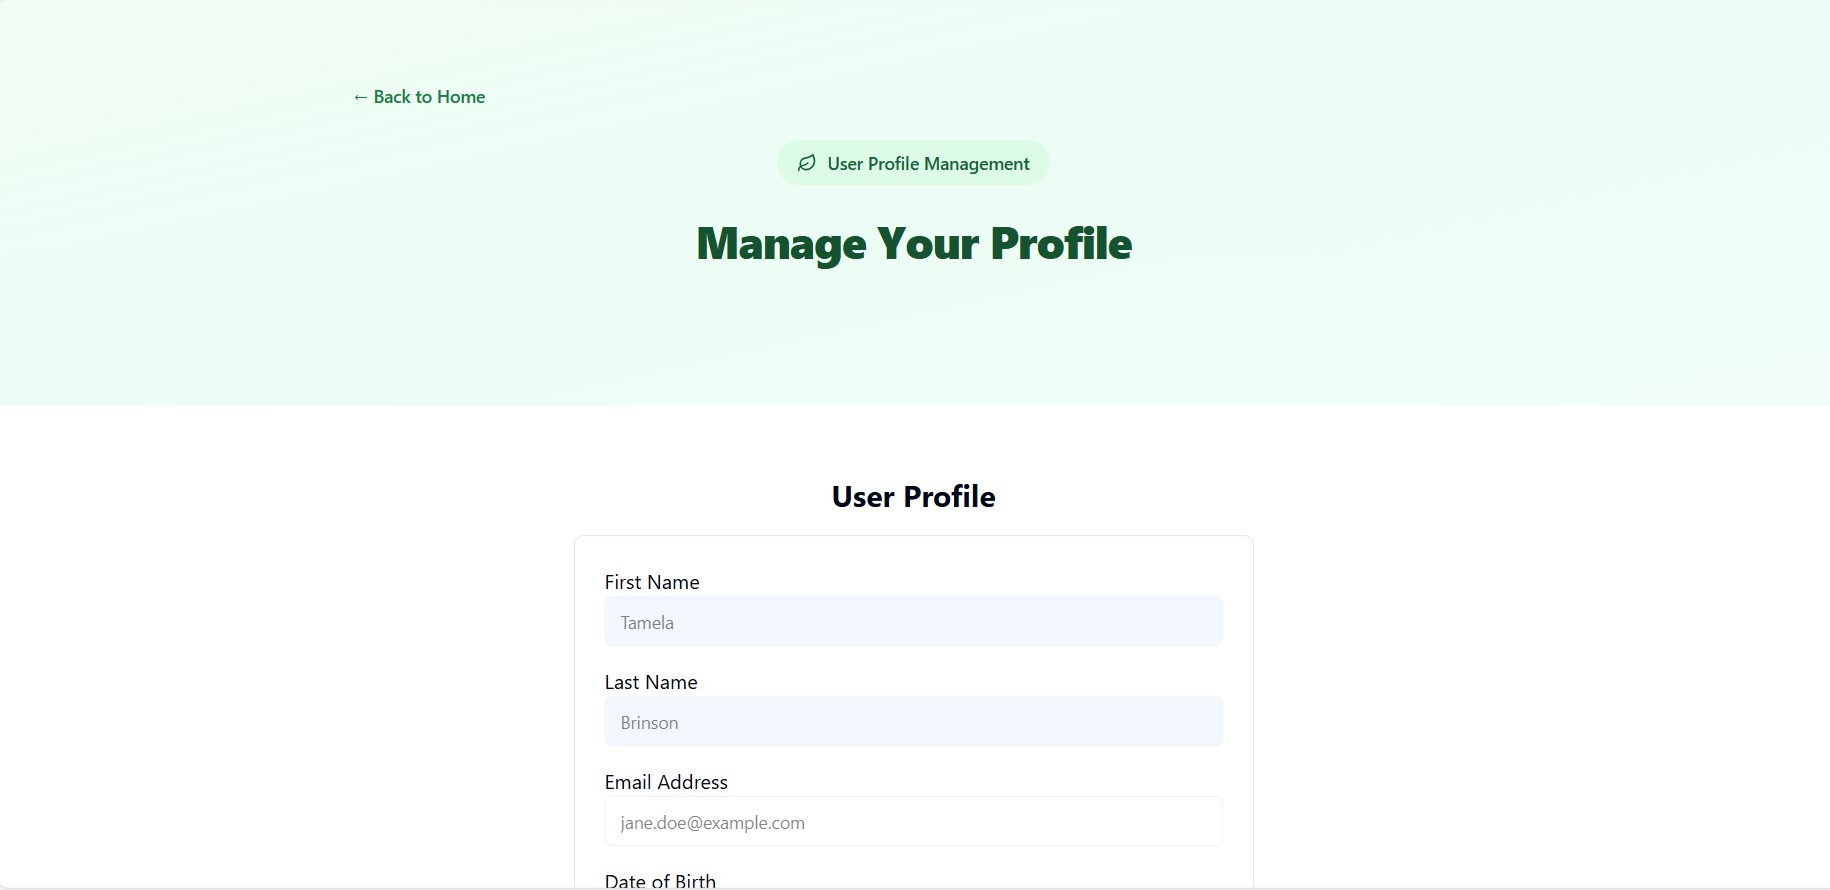 ← Back to Home
User Profile Management
Manage Your Profile
User Profile
First Name
Tamela
Last Name
Brinson
Email Address
jane.doe@example.com
Date of Birth